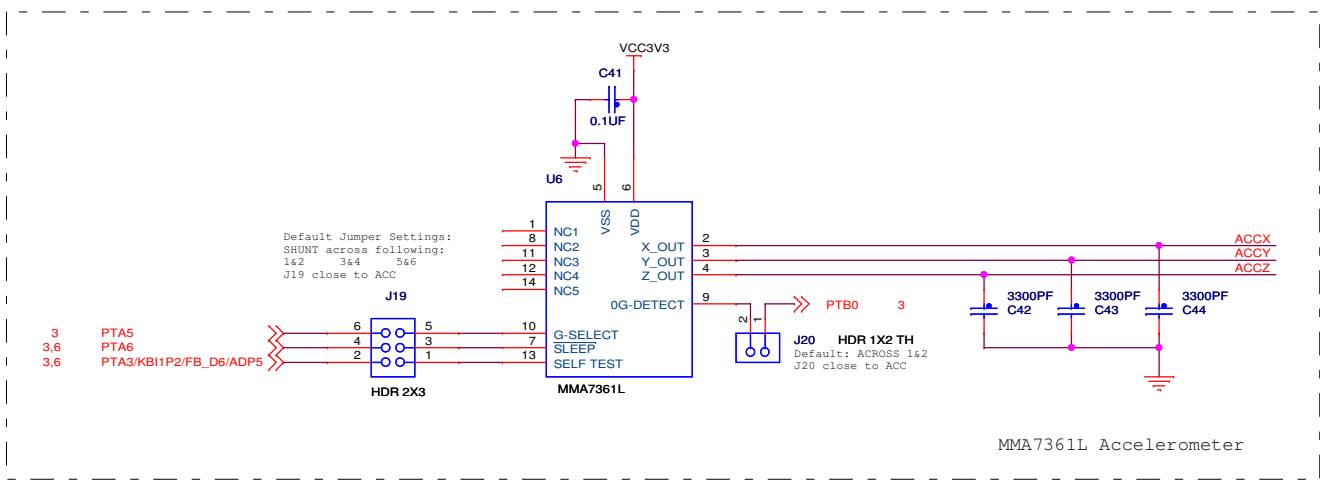 VCC3V3
C41
0.1UF
U6
5
6
VSS
VDD
1 NC1
8 NC2
11 NC3
12 NC4
14 NC5
X_OUT 2
Y_OUT 3
Z_OUT 4
0G-DETECT 9
10 G-SELECT
7 SLEEP
13 SELF TEST
MMA7361L
Default Jumper Settings:
SHUNT across following:
1&2 3&4 5&6
J19 close to ACC
J19
3 PTA5 6 5
3,6 PTA6 4 3
3,6 PTA3/KBI1P2/FB_D6/ADP5 2 1
HDR 2X3
PTB0 3
2 1
J20 HDR 1X2 TH
Default: ACROSS 1&2
J20 close to ACC
ACCX
ACCY
ACCZ
3300PF 3300PF 3300PF
C42 C43 C44
MMA7361L Accelerometer